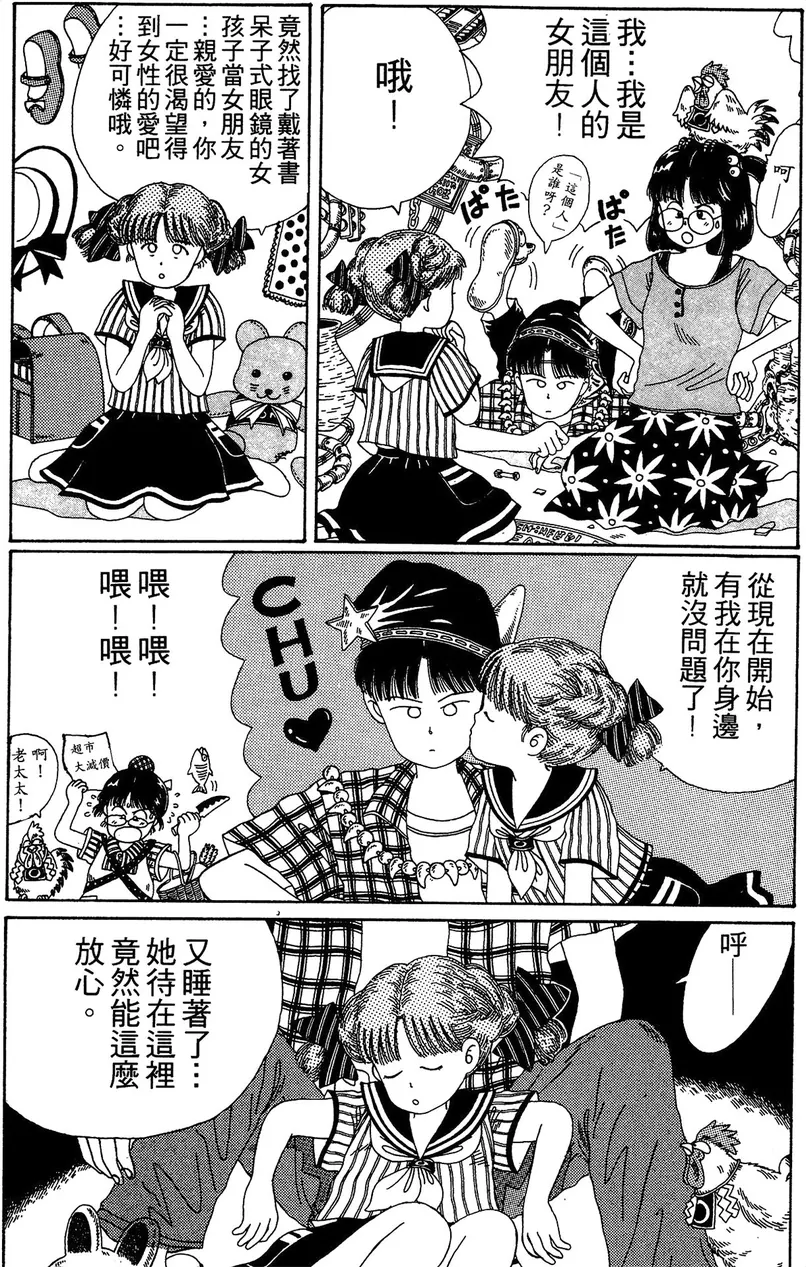 我…我是
這個人的
女朋友！
呵
「這個人」
是誰呀？
ぱた
ぱた
哦！
竟然找了戴著書
呆子式眼鏡的女
孩子當女朋友
…親愛的，你
一定很渴望得
到女性的愛吧
…好可憐哦。
從現在開始，
有我在你身邊
就沒問題了！
CHU
喂！喂！
喂！喂！
超市
大減價
啊！
老太太！
呼—
又睡著了…
她待在這裡
竟然能這麼
放心。